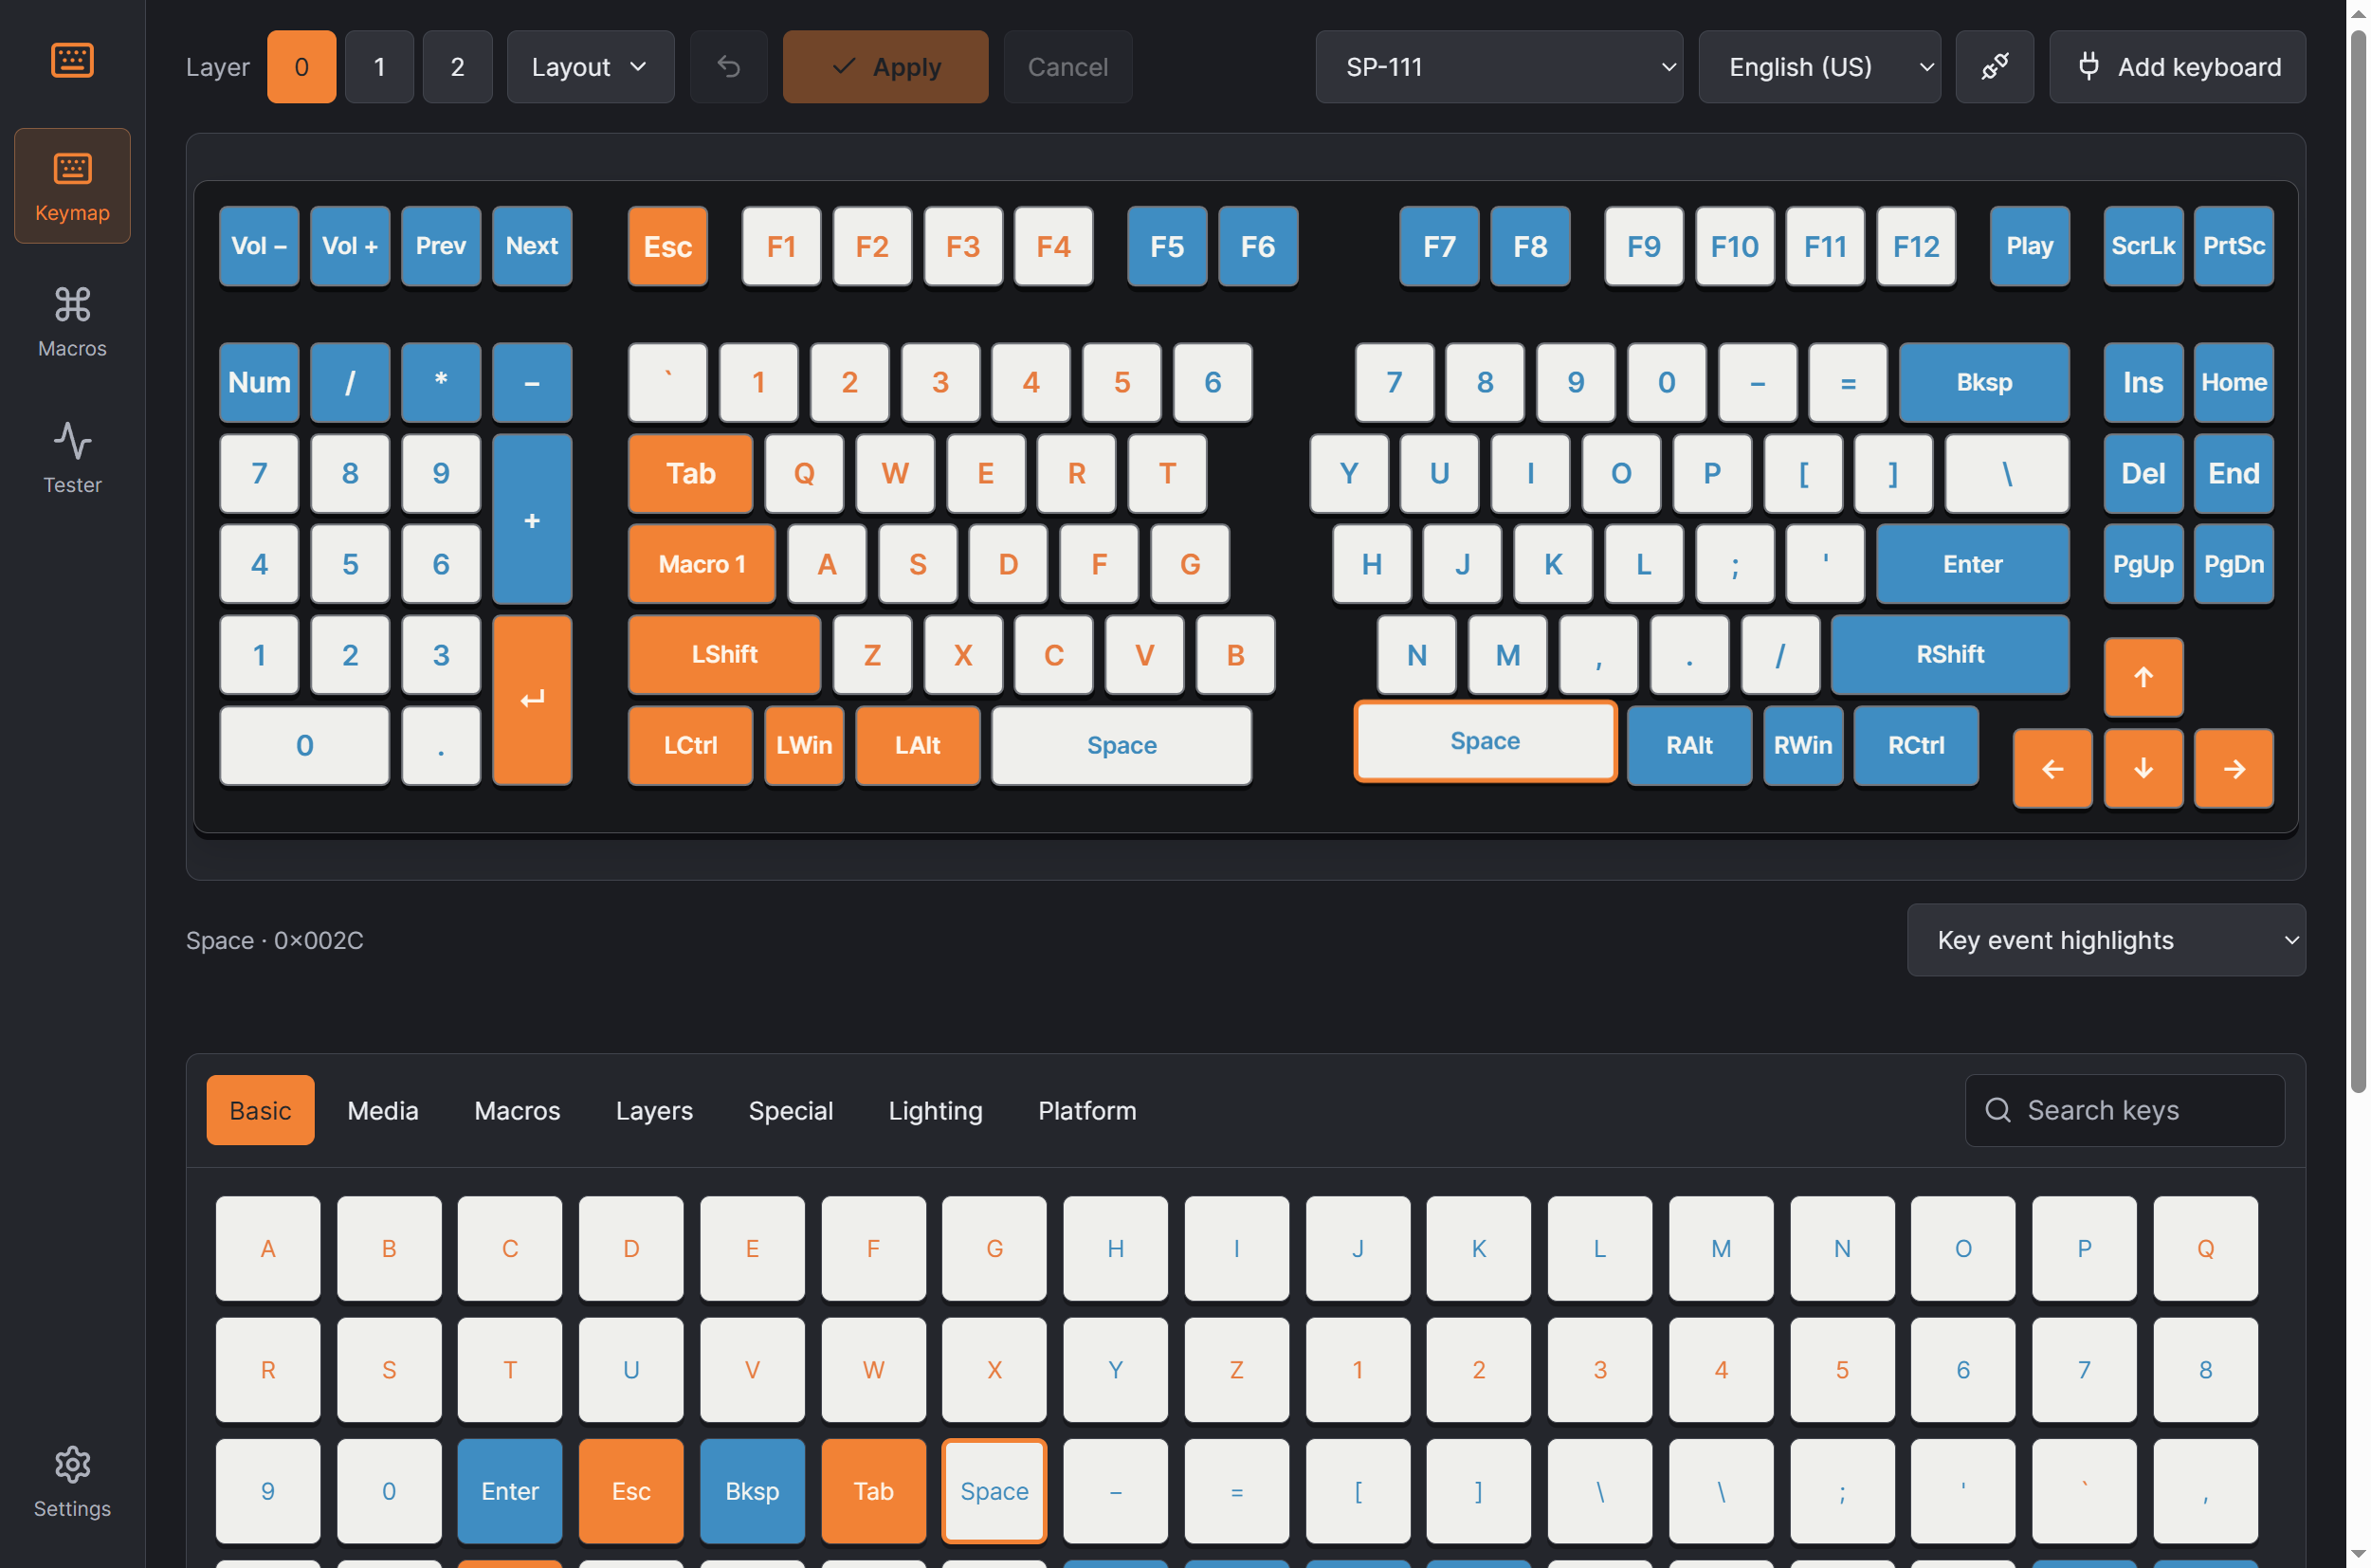 Layer 0 1 2 Layout Apply Cancel SP-111 English (US) Add keyboard
Keymap
Macros
Tester
Settings
Vol − Vol + Prev Next Esc F1 F2 F3 F4 F5 F6 F7 F8 F9 F10 F11 F12 Play ScrLk PrtSc
Num / * − ` 1 2 3 4 5 6 7 8 9 0 − = Bksp Ins Home
7 8 9 + Tab Q W E R T Y U I O P [ ] \ Del End
4 5 6 Macro 1 A S D F G H J K L ; ' Enter PgUp PgDn
1 2 3 ↵ LShift Z X C V B N M , . / RShift ↑
0 . LCtrl LWin LAlt Space Space RAlt RWin RCtrl ← ↓ →
Space · 0×002C Key event highlights
Basic Media Macros Layers Special Lighting Platform Search keys
A B C D E F G H I J K L M N O P Q
R S T U V W X Y Z 1 2 3 4 5 6 7 8
9 0 Enter Esc Bksp Tab Space − = [ ] \ \ ; ' ` ,